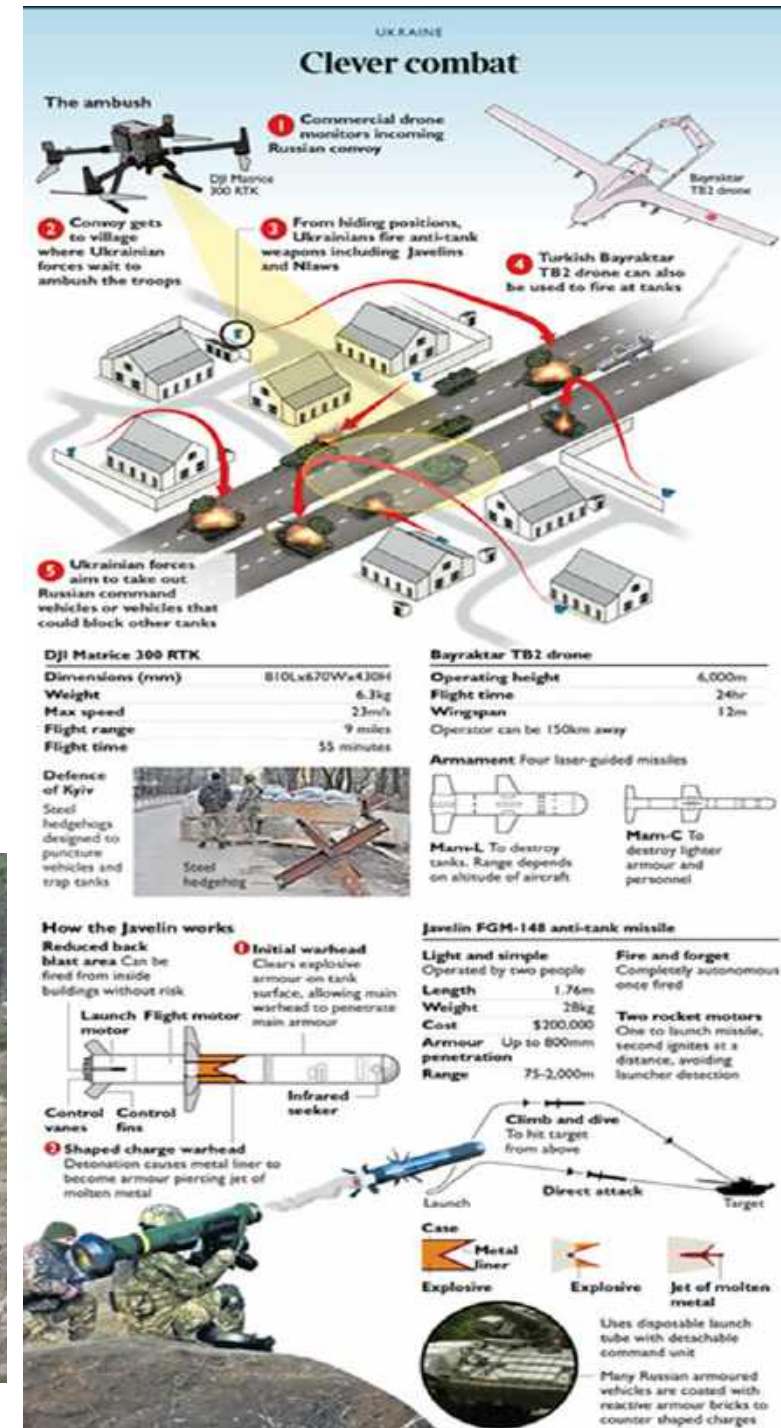 UKRAINE
Clever combat
The ambush
1 Commercial drone
monitors incoming
Russian convoy
DJI Matrice
300 RTK
Bayraktar
TB2 drone
2 Convoy gets
to village
where Ukrainian
forces wait to
ambush the troops
3 From hiding positions,
Ukrainians fire anti-tank
weapons including Javelins
and Nlaws
4 Turkish Bayraktar
TB2 drone can also
be used to fire at tanks
5 Ukrainian forces
aim to take out
Russian command
vehicles or vehicles that
could block other tanks
DJI Matrice 300 RTK
Dimensions (mm) 810Lx670Wx430H
Weight 6.3kg
Max speed 23m/s
Flight range 9 miles
Flight time 55 minutes
Bayraktar TB2 drone
Operating height 6,000m
Flight time 24hr
Wingspan 12m
Operator can be 150km away
Defence
of Kyiv
Steel
hedgehogs
designed to
puncture
vehicles and
trap tanks
Steel
hedgehog
Armament Four laser-guided missiles
Mam-L To destroy
tanks. Range depends
on altitude of aircraft
Mam-C To
destroy lighter
armour and
personnel
How the Javelin works
Reduced back
blast area Can be
fired from inside
buildings without risk
1 Initial warhead
Clears explosive
armour on tank
surface, allowing main
warhead to penetrate
main armour
Launch motor
Flight motor
Control vanes
Control fins
Infrared
seeker
2 Shaped charge warhead
Detonation causes metal liner to
become armour piercing jet of
molten metal
Javelin FGM-148 anti-tank missile
Light and simple
Operated by two people
Length 1.76m
Weight 28kg
Cost $200,000
Armour penetration Up to 800mm
Range 75-2,000m
Fire and forget
Completely autonomous
once fired
Two rocket motors
One to launch missile,
second ignites at a
distance, avoiding
launcher detection
Climb and dive
To hit target
from above
Launch
Direct attack
Target
Case
Metal
liner
Explosive
Explosive
Jet of molten
metal
Uses disposable launch
tube with detachable
command unit
Many Russian armoured
vehicles are coated with
reactive armour bricks to
counter shaped charges